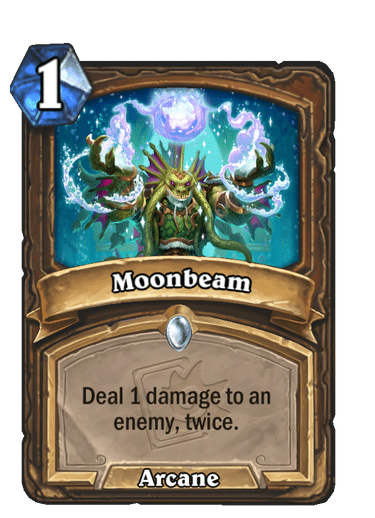 1
Moonbeam
Deal 1 damage to an
enemy, twice.
Arcane